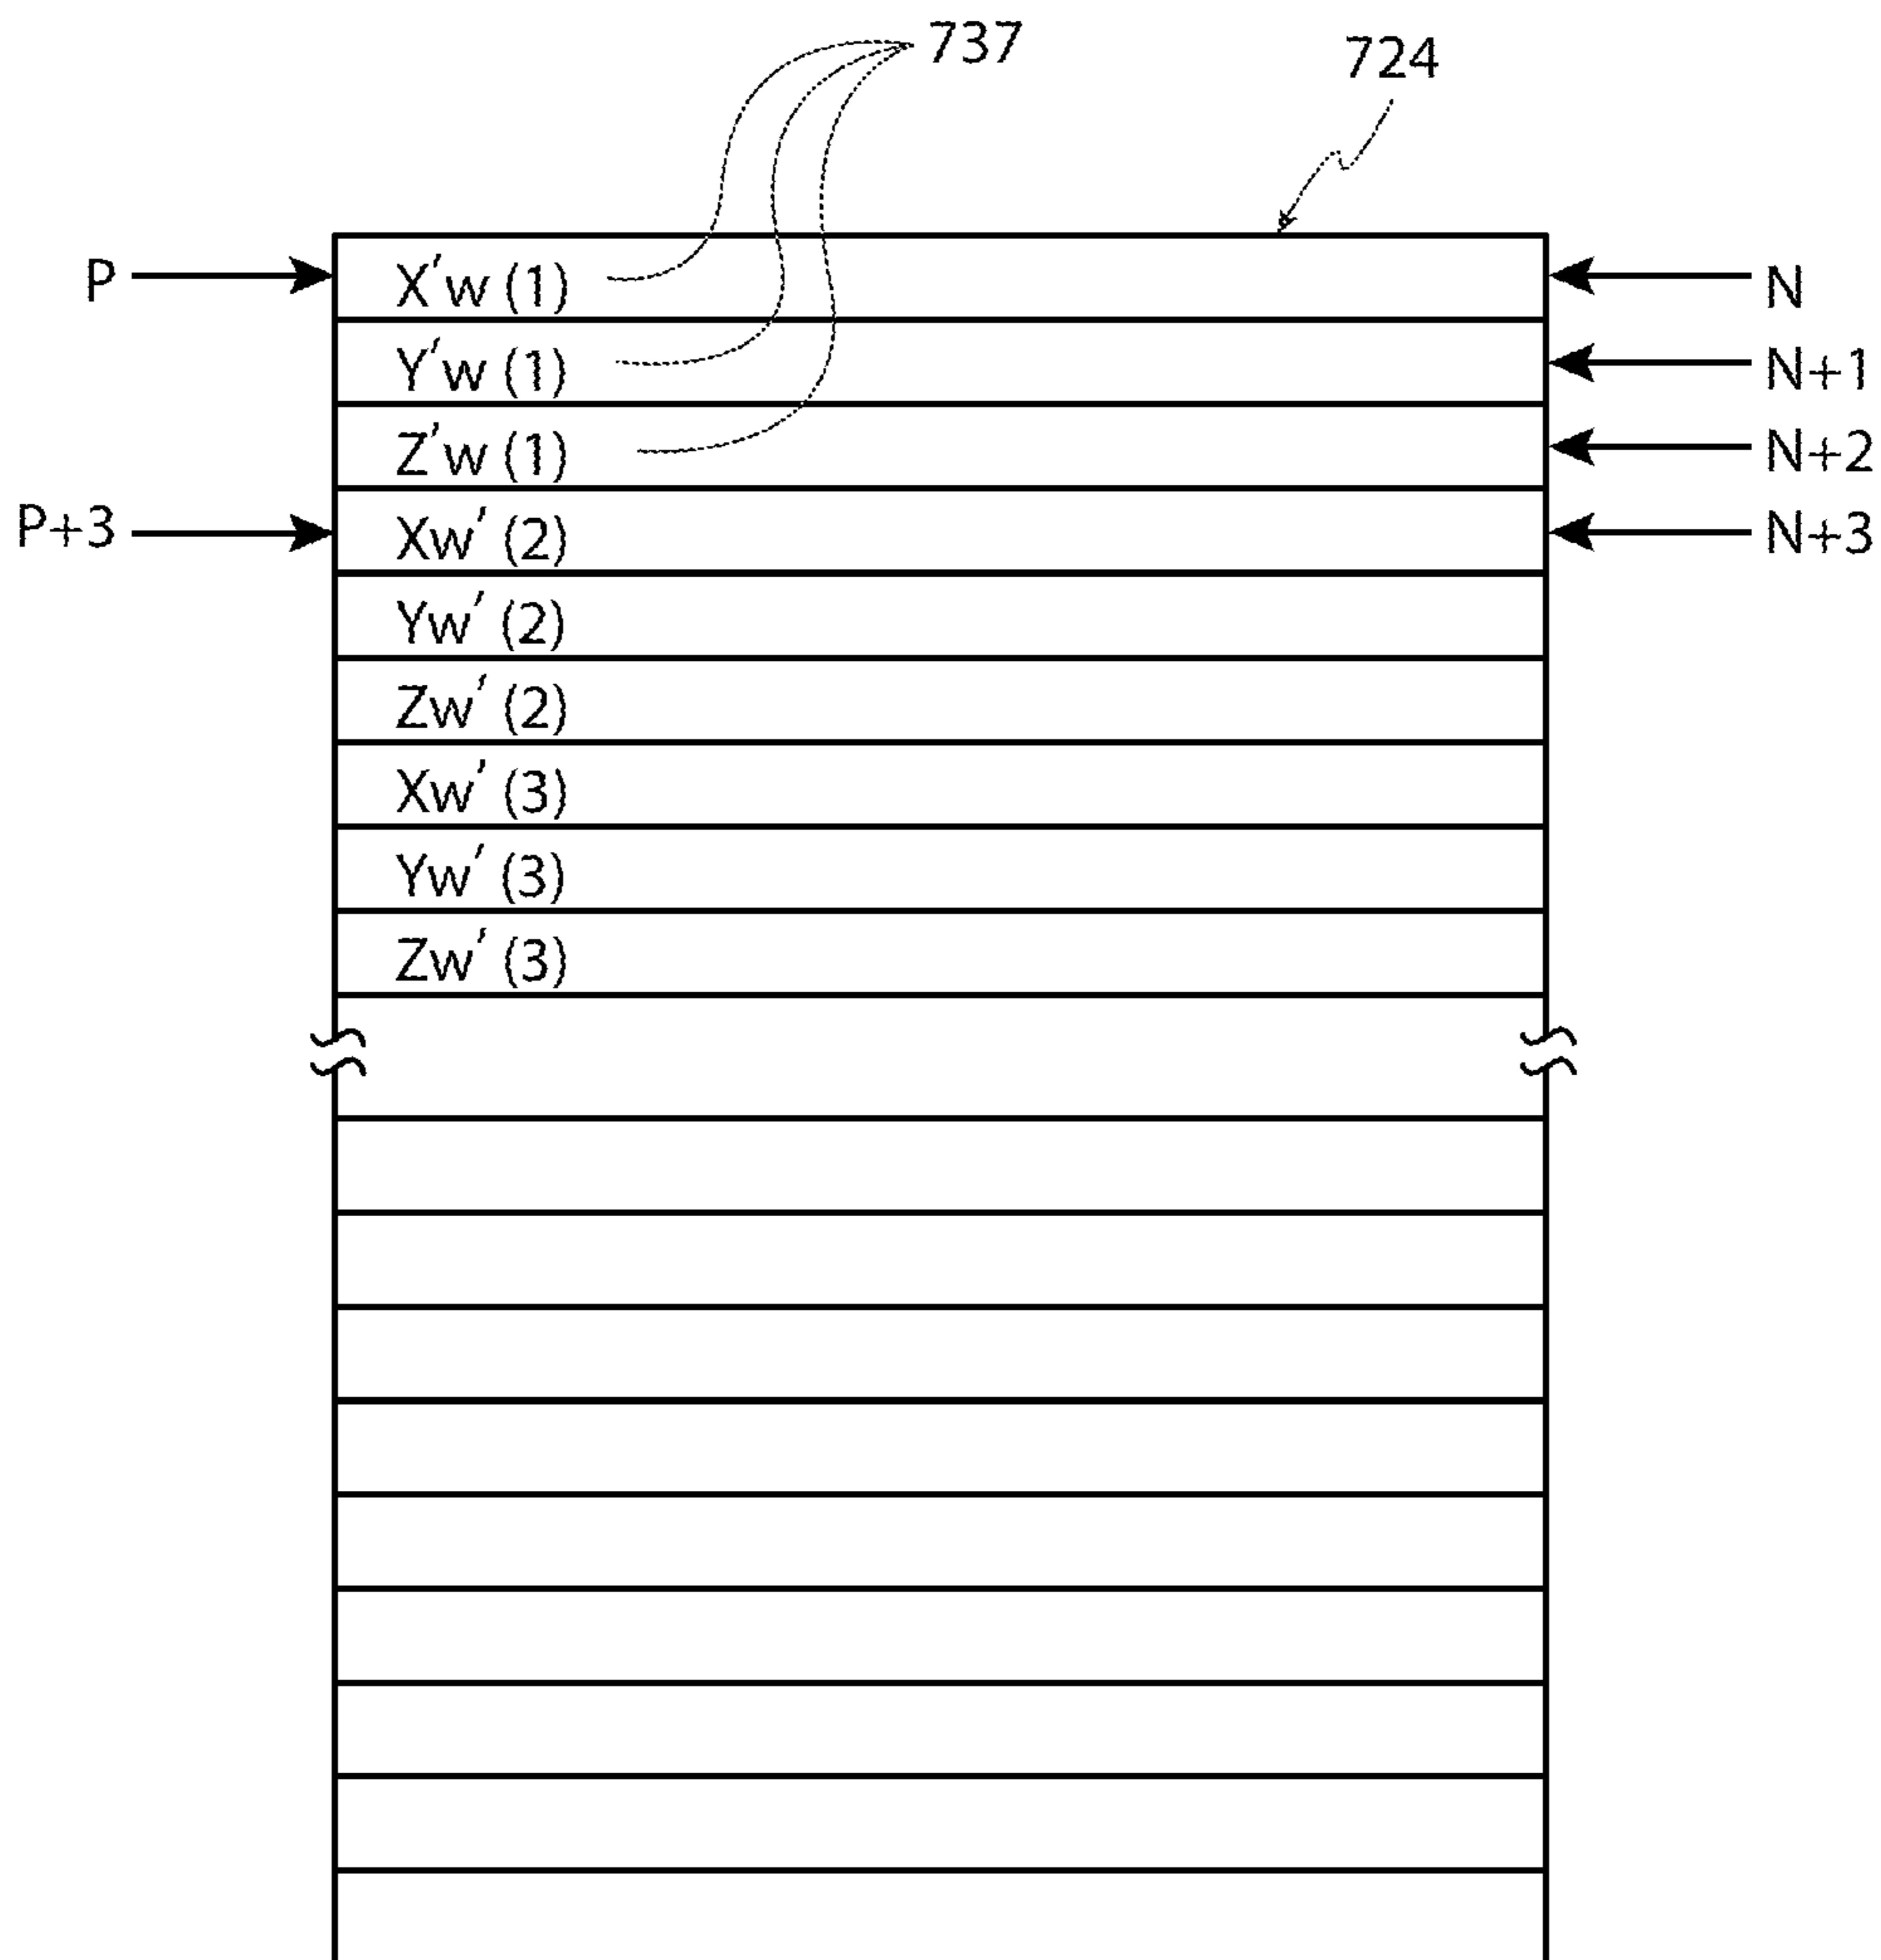 737
724
P X′w (1) N
Y′w (1) N+1
Z′w (1) N+2
P+3 Xw′ (2) N+3
Yw′ (2)
Zw′ (2)
Xw′ (3)
Yw′ (3)
Zw′ (3)